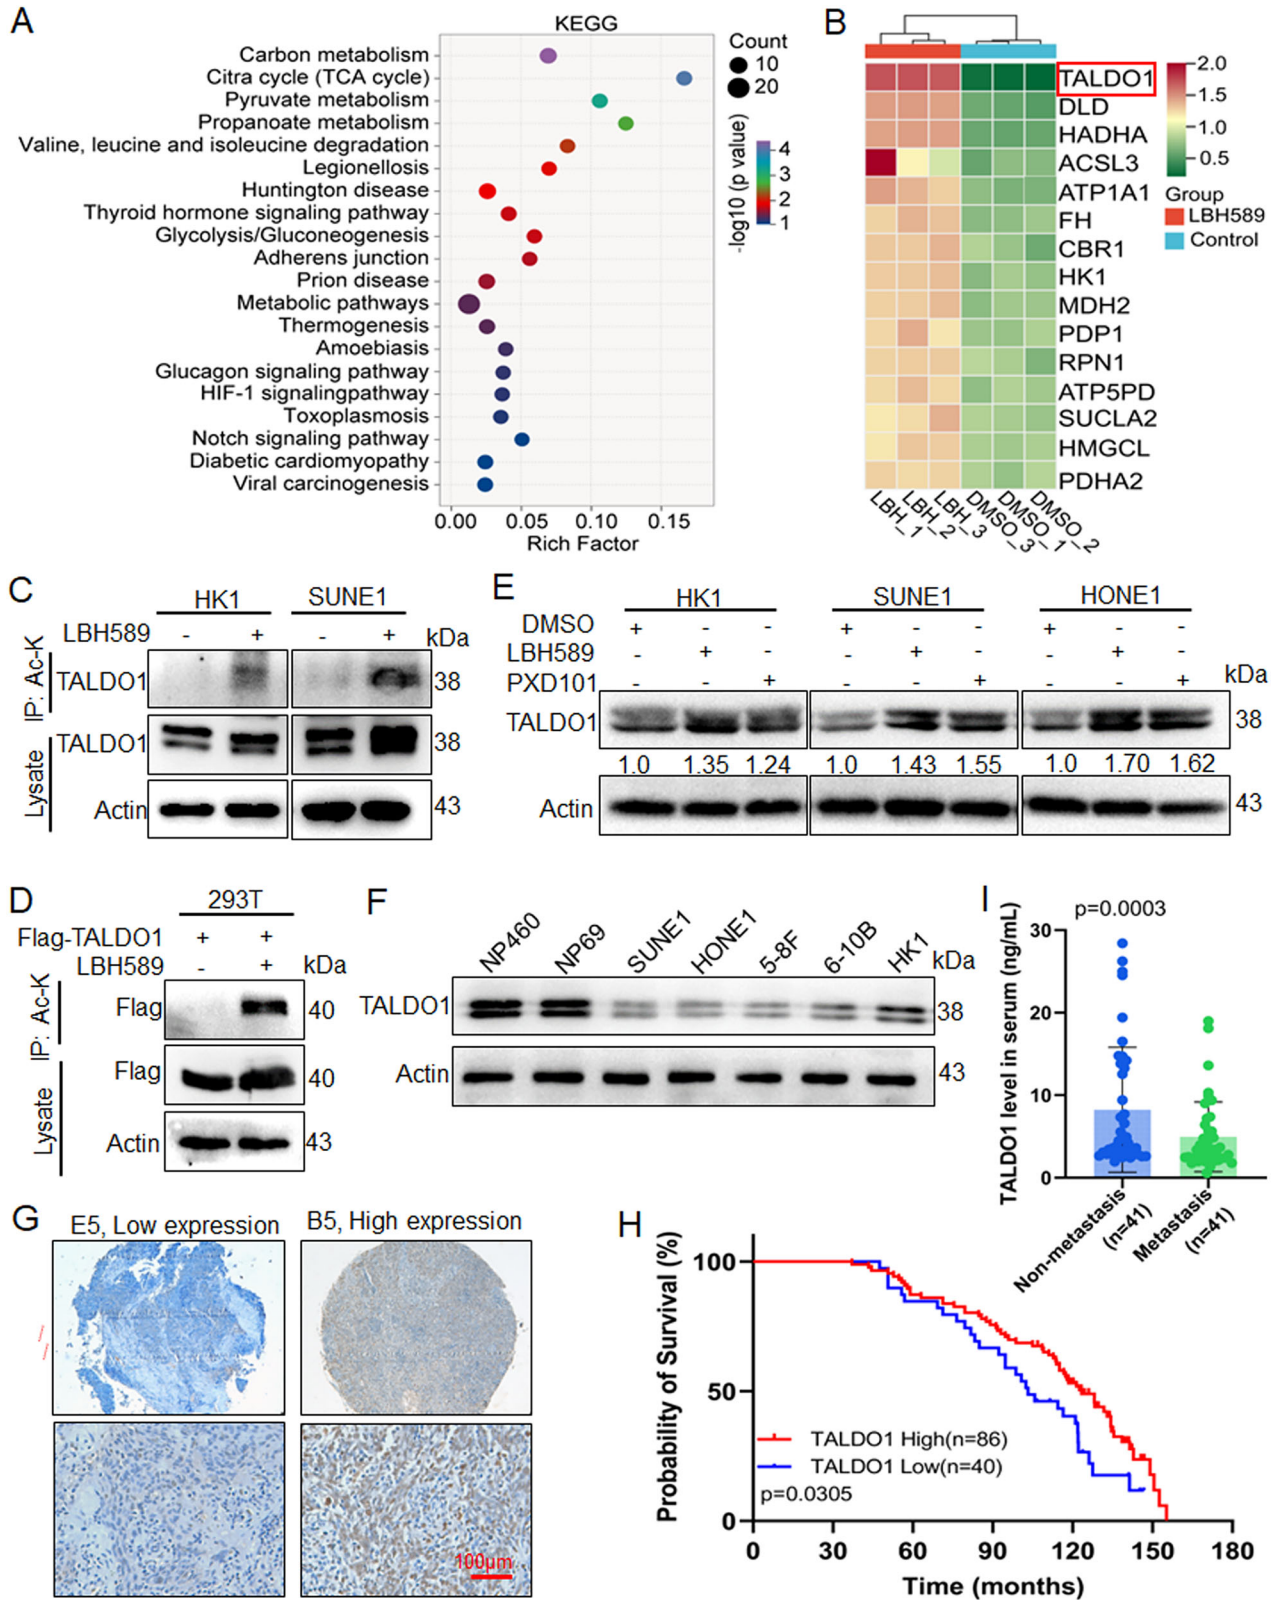 A
KEGG
Carbon metabolism
Citra cycle (TCA cycle)
Pyruvate metabolism
Propanoate metabolism
Valine, leucine and isoleucine degradation
Legionellosis
Huntington disease
Thyroid hormone signaling pathway
Glycolysis/Gluconeogenesis
Adherens junction
Prion disease
Metabolic pathways
Thermogenesis
Amoebiasis
Glucagon signaling pathway
HIF-1 signalingpathway
Toxoplasmosis
Notch signaling pathway
Diabetic cardiomyopathy
Viral carcinogenesis
0.00 0.05 0.10 0.15
Rich Factor
Count
10
20
-log10 (p value)
4
3
2
1
B
TALDO1
DLD
HADHA
ACSL3
ATP1A1
FH
CBR1
HK1
MDH2
PDP1
RPN1
ATP5PD
SUCLA2
HMGCL
PDHA2
LBH_1 LBH_2 LBH_3 DMSO_3 DMSO_1 DMSO_2
2.0
1.5
1.0
0.5
Group
LBH589
Control
C
HK1 SUNE1
LBH589 - + - + kDa
IP: Ac-K
TALDO1 38
Lysate
TALDO1 38
Actin 43
E
HK1 SUNE1 HONE1
DMSO + - - + - - + - -
LBH589 - + - - + - - + -
PXD101 - - + - - + - - + kDa
TALDO1 38
1.0 1.35 1.24 1.0 1.43 1.55 1.0 1.70 1.62
Actin 43
D
293T
Flag-TALDO1 + +
LBH589 - + kDa
IP: Ac-K
Flag 40
Lysate
Flag 40
Actin 43
F
NP460 NP69 SUNE1 HONE1 5-8F 6-10B HK1 kDa
TALDO1 38
Actin 43
I
p=0.0003
TALDO1 level in serum (ng/mL)
30
20
10
0
Non-metastasis (n=41)
Metastasis (n=41)
G
E5, Low expression B5, High expression
100μm
H
Probability of Survival (%)
100
50
0
TALDO1 High(n=86)
TALDO1 Low(n=40)
p=0.0305
0 30 60 90 120 150 180
Time (months)